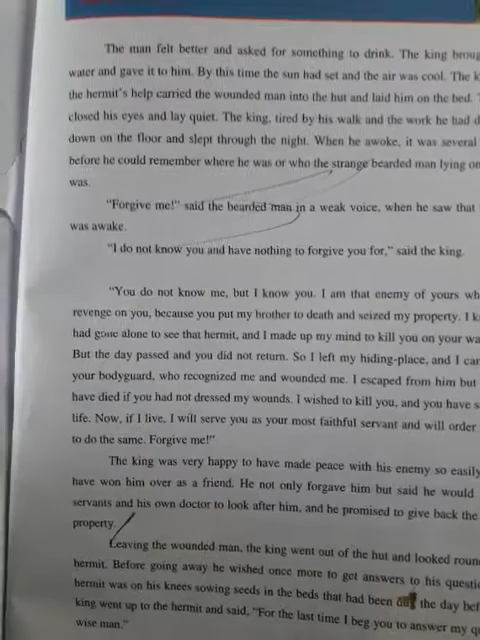 The man felt better and asked for something to drink. The king
water and gave it to him. By this time the sun had set and the air was cool. The
the hermit's help carried the wounded man into the hut and laid him on the bed.
closed his eyes and lay quiet. The king, tired by his walk and the work he had
down on the floor and slept through the night. When he awoke, it was several
before he could remember where he was or who the strange bearded man lying
was.
"Forgive me!" said the bearded man in a weak voice, when he saw that
was awake.
"I do not know you and have nothing to forgive you for," said the king.
"You do not know me, but I know you. I am that enemy of yours
revenge on you, because you put my brother to death and seized my property. I
had gone alone to see that hermit, and I made up my mind to kill you on your
But the day passed and you did not return. So I left my hiding-place, and I
your bodyguard, who recognized me and wounded me. I escaped from him but
have died if you had not dressed my wounds. I wished to kill you, and you have
life. Now, if I live, I will serve you as your most faithful servant and will order
to do the same. Forgive me!"
The king was very happy to have made peace with his enemy so easily
have won him over as a friend. He not only forgave him but said he would
servants and his own doctor to look after him, and he promised to give back the
property.
Leaving the wounded man, the king went out of the hut and looked
hermit. Before going away he wished once more to get answers to his
hermit was on his knees sowing seeds in the beds that had been the day
king went up to the hermit and said, "For the last time I beg you to answer my
wise man."